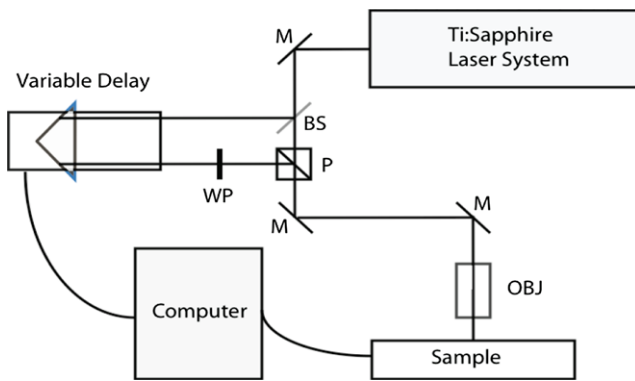 M
Ti:Sapphire
Laser System
Variable Delay
BS
P
WP
M
M
OBJ
Computer
Sample